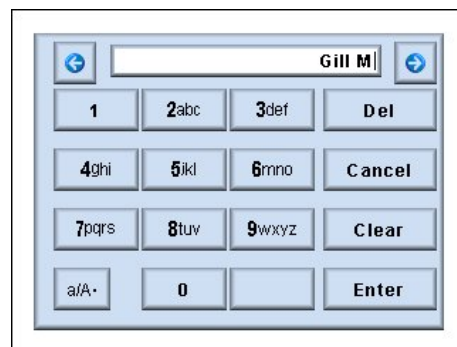 Gill M
1 2abc 3def Del
4ghi 5jkl 6mno Cancel
7pqrs 8tuv 9wxyz Clear
a/A· 0 Enter